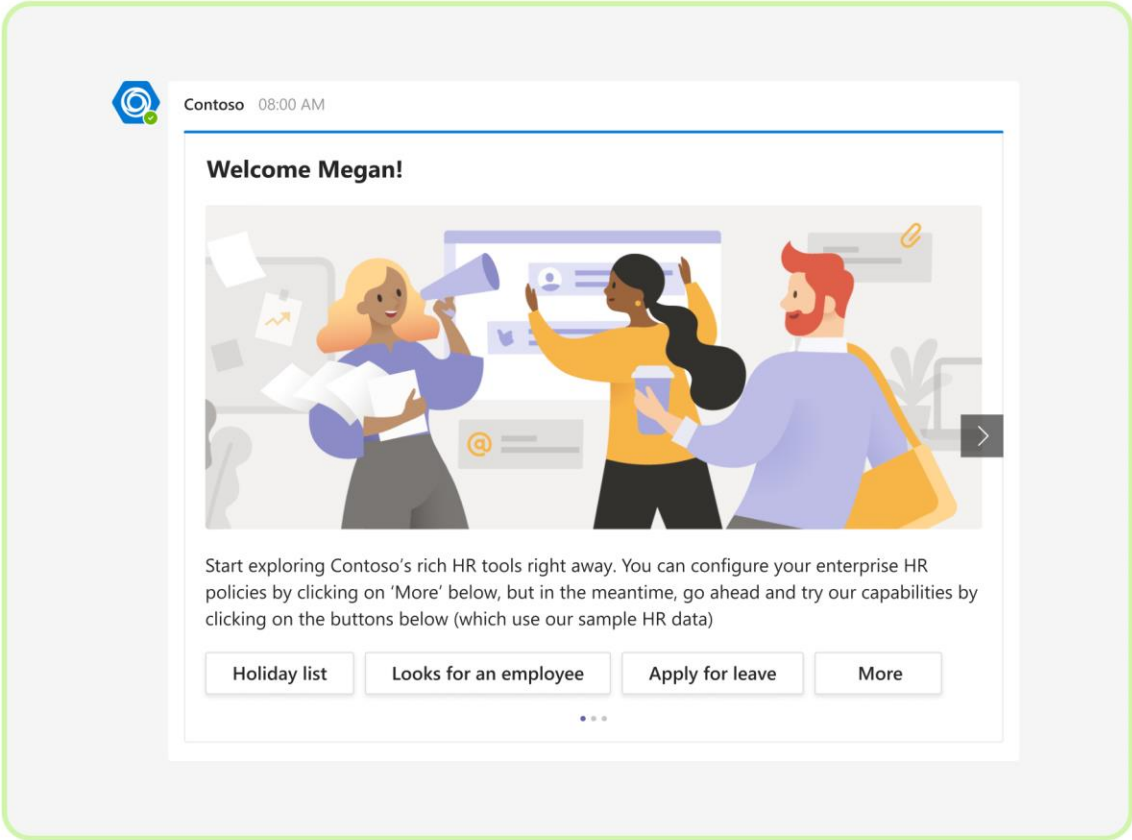 Contoso 08:00 AM
Welcome Megan!
@
Start exploring Contoso’s rich HR tools right away. You can configure your enterprise HR
policies by clicking on ‘More’ below, but in the meantime, go ahead and try our capabilities by
clicking on the buttons below (which use our sample HR data)
Holiday list Looks for an employee Apply for leave More